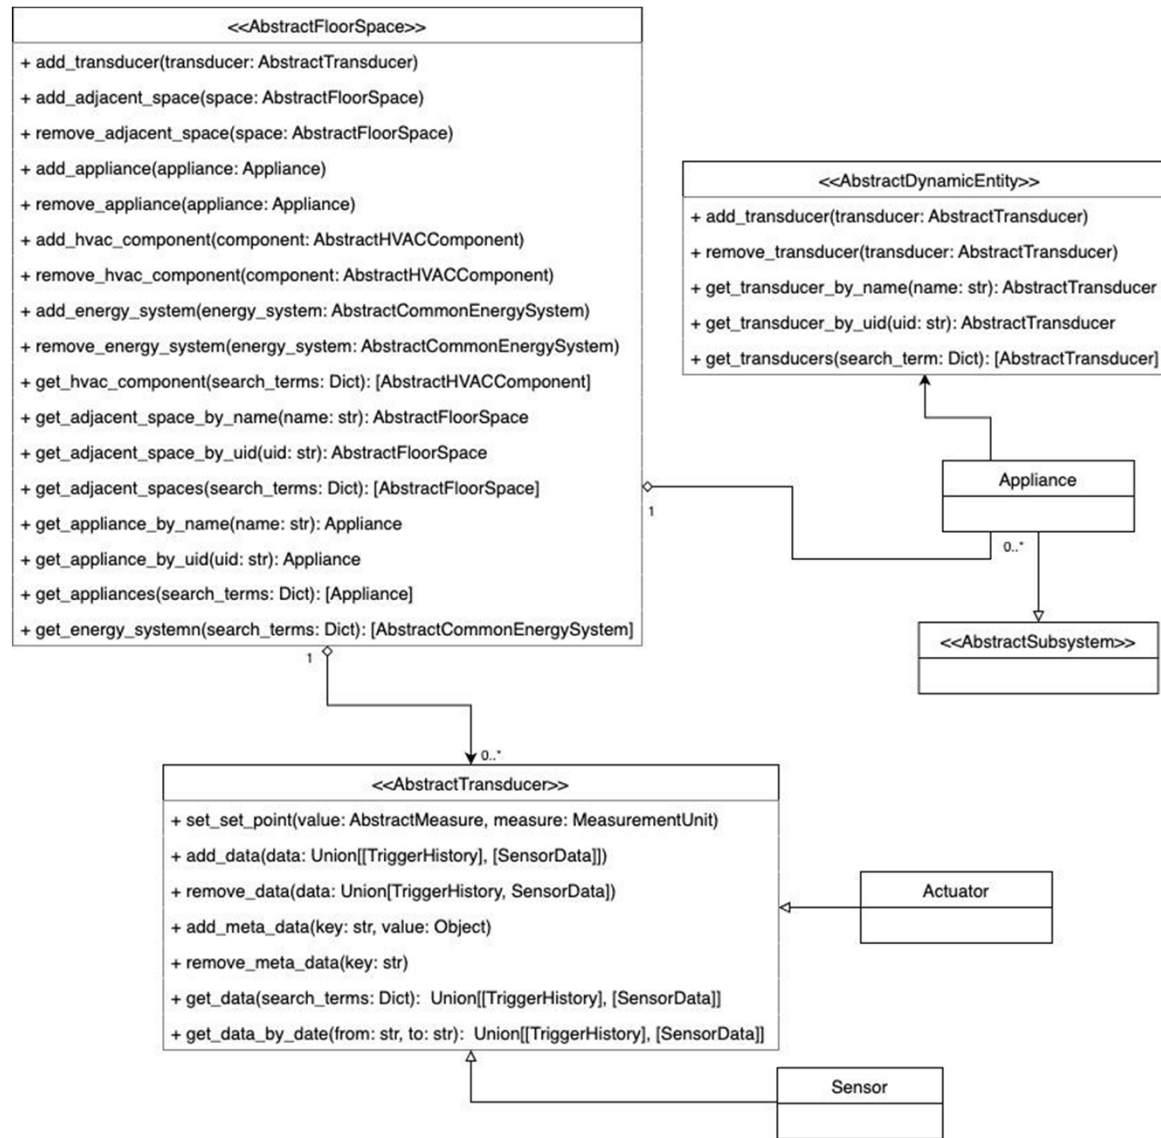 <<AbstractFloorSpace>>
+ add_transducer(transducer: AbstractTransducer)
+ add_adjacent_space(space: AbstractFloorSpace)
+ remove_adjacent_space(space: AbstractFloorSpace)
+ add_appliance(appliance: Appliance)
+ remove_appliance(appliance: Appliance)
+ add_hvac_component(component: AbstractHVACComponent)
+ remove_hvac_component(component: AbstractHVACComponent)
+ add_energy_system(energy_system: AbstractCommonEnergySystem)
+ remove_energy_system(energy_system: AbstractCommonEnergySystem)
+ get_hvac_component(search_terms: Dict): [AbstractHVACComponent]
+ get_adjacent_space_by_name(name: str): AbstractFloorSpace
+ get_adjacent_space_by_uid(uid: str): AbstractFloorSpace
+ get_adjacent_spaces(search_terms: Dict): [AbstractFloorSpace]
+ get_appliance_by_name(name: str): Appliance
+ get_appliance_by_uid(uid: str): Appliance
+ get_appliances(search_terms: Dict): [Appliance]
+ get_energy_systemn(search_terms: Dict): [AbstractCommonEnergySystem]
<<AbstractDynamicEntity>>
+ add_transducer(transducer: AbstractTransducer)
+ remove_transducer(transducer: AbstractTransducer)
+ get_transducer_by_name(name: str): AbstractTransducer
+ get_transducer_by_uid(uid: str): AbstractTransducer
+ get_transducers(search_term: Dict): [AbstractTransducer]
Appliance
1
0..*
<<AbstractSubsystem>>
1
0..*
<<AbstractTransducer>>
+ set_set_point(value: AbstractMeasure, measure: MeasurementUnit)
+ add_data(data: Union[[TriggerHistory], [SensorData]])
+ remove_data(data: Union[TriggerHistory, SensorData])
+ add_meta_data(key: str, value: Object)
+ remove_meta_data(key: str)
+ get_data(search_terms: Dict): Union[[TriggerHistory], [SensorData]]
+ get_data_by_date(from: str, to: str): Union[[TriggerHistory], [SensorData]]
Actuator
Sensor